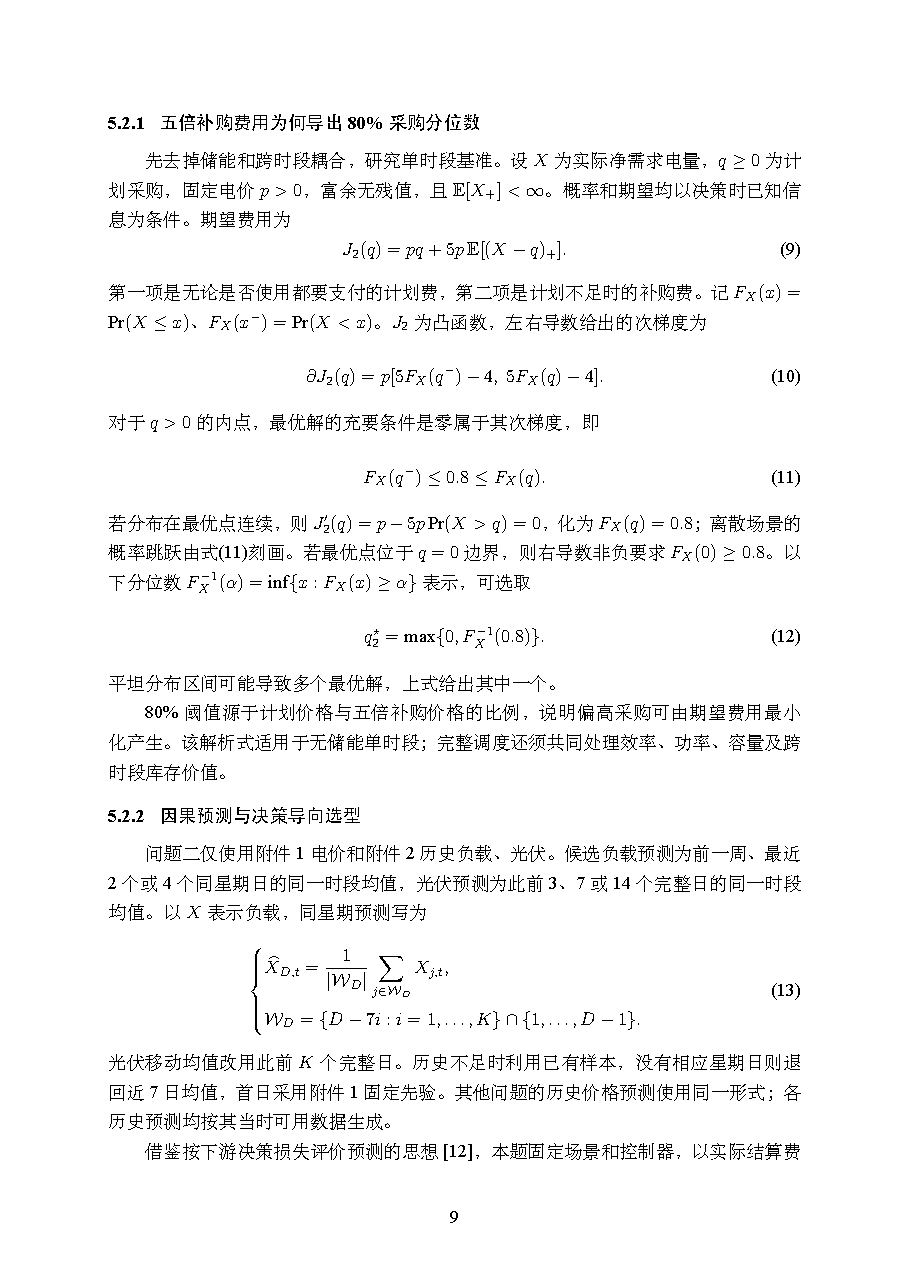 5.2.1 五倍补购费用为何导出 80% 采购分位数
先去掉储能和跨时段耦合，研究单时段基准。设 X 为实际净需求电量，q ≥ 0 为计
划采购，固定电价 p > 0，富余无残值，且 𝔼[X₊] < ∞。概率和期望均以决策时已知信
息为条件。期望费用为
J₂(q) = pq + 5p𝔼[(X − q)₊]. (9)
第一项是无论是否使用都要支付的计划费，第二项是计划不足时的补购费。记 F_X(x) =
Pr(X ≤ x)、F_X(x⁻) = Pr(X < x)。J₂ 为凸函数，左右导数给出的次梯度为
∂J₂(q) = p[5F_X(q⁻) − 4, 5F_X(q) − 4]. (10)
对于 q > 0 的内点，最优解的充要条件是零属于其次梯度，即
F_X(q⁻) ≤ 0.8 ≤ F_X(q). (11)
若分布在最优点连续，则 J₂′(q) = p − 5p Pr(X > q) = 0，化为 F_X(q) = 0.8；离散场景的
概率跳跃由式(11)刻画。若最优点位于 q = 0 边界，则右导数非负要求 F_X(0) ≥ 0.8。以
下分位数 F_X⁻¹(α) = inf{x : F_X(x) ≥ α} 表示，可选取
q₂* = max{0, F_X⁻¹(0.8)}. (12)
平坦分布区间可能导致多个最优解，上式给出其中一个。
80% 阈值源于计划价格与五倍补购价格的比例，说明偏高采购可由期望费用最小
化产生。该解析式适用于无储能单时段；完整调度还须共同处理效率、功率、容量及跨
时段库存价值。
5.2.2 因果预测与决策导向选型
问题二仅使用附件 1 电价和附件 2 历史负载、光伏。候选负载预测为前一周、最近
2 个或 4 个同星期日的同一时段均值，光伏预测为此前 3、7 或 14 个完整日的同一时段
均值。以 X 表示负载，同星期预测写为
X̂_{D,t} = 1/|𝒲_D| ∑_{j∈𝒲_D} X_{j,t},
𝒲_D = {D − 7i : i = 1, . . . , K} ∩ {1, . . . , D − 1}. (13)
光伏移动均值改用此前 K 个完整日。历史不足时利用已有样本，没有相应星期日则退
回近 7 日均值，首日采用附件 1 固定先验。其他问题的历史价格预测使用同一形式；各
历史预测均按其当时可用数据生成。
借鉴按下游决策损失评价预测的思想 [12]，本题固定场景和控制器，以实际结算费
9